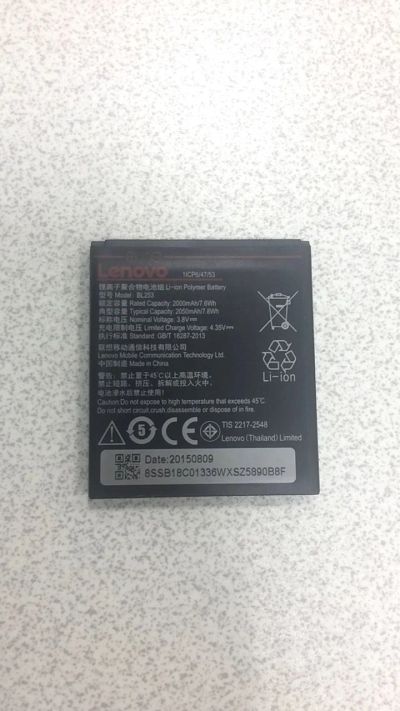 Lenovo
1ICP5/47/53
锂离子聚合物电池组 Li-ion Polymer Battery
型号 Model: BL253
额定容量 Rated Capacity: 2000mAh/7.6Wh
典型容量 Typical Capacity: 2050mAh/7.8Wh
标称电压 Nominal Voltage: 3.8V⎓
充电限制电压 Limited Charge Voltage: 4.35V⎓
执行标准 Standard: GB/T 18287-2013
联想移动通信科技有限公司
Lenovo Mobile Communication Technology Ltd.
中国制造 Made in China
警告: 禁止置于45℃以上高温环境,
禁止短路、挤压、拆解或投入火中,
电池浸水后禁止使用!
Caution:Do not expose to high temperature that exceeds 45℃.
Do not short circuit,crush,disassemble or dispose of in fire.
Li-ion
5
CE
TIS 2217-2548
Lenovo (Thailand) Limited
Date:20150809
8SSB18C01336WXSZ5890B8F